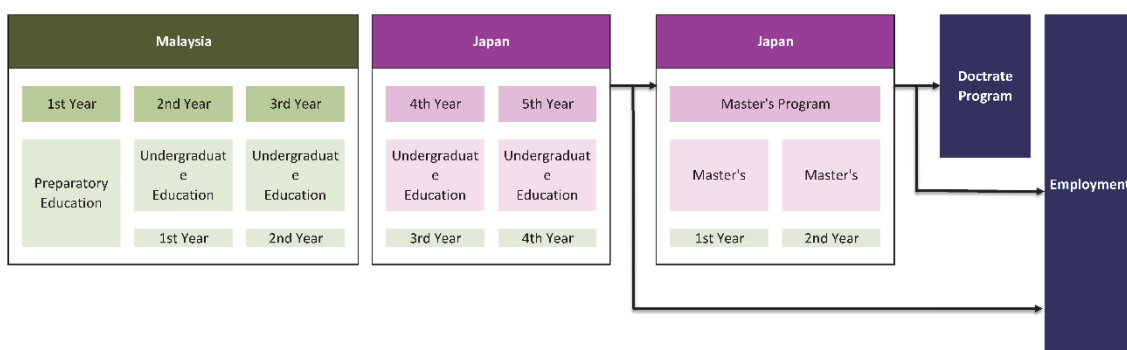 Malaysia
1st Year
2nd Year
3rd Year
Preparatory
Education
Undergraduat
e
Education
Undergraduat
e
Education
1st Year
2nd Year
Japan
4th Year
5th Year
Undergraduat
e
Education
Undergraduat
e
Education
3rd Year
4th Year
Japan
Master's Program
Master's
Master's
1st Year
2nd Year
Doctrate
Program
Employment